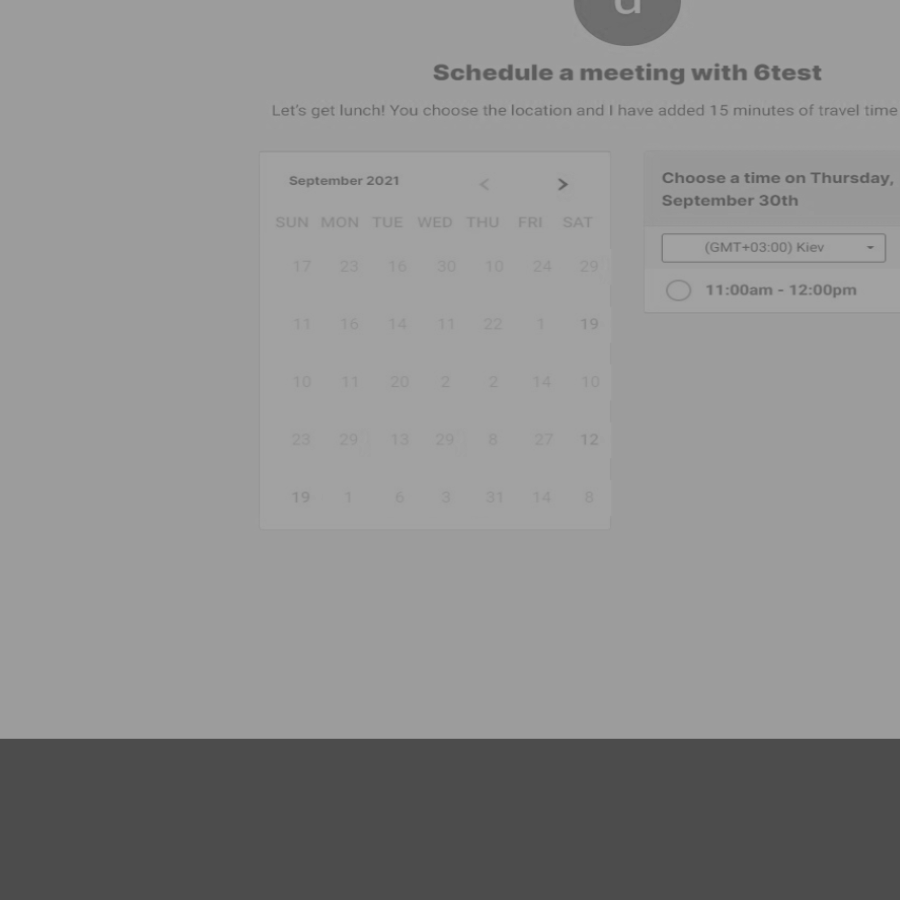 d
Schedule a meeting with 6test
Let's get lunch! You choose the location and I have added 15 minutes of travel time
September 2021 < >
SUN MON TUE WED THU FRI SAT
17 23 16 30 10 24 29
11 16 14 11 22 1 19
10 11 20 2 2 14 10
23 29 13 29 8 27 12
19 1 6 3 31 14 8
Choose a time on Thursday,
September 30th
(GMT+03:00) Kiev
11:00am - 12:00pm